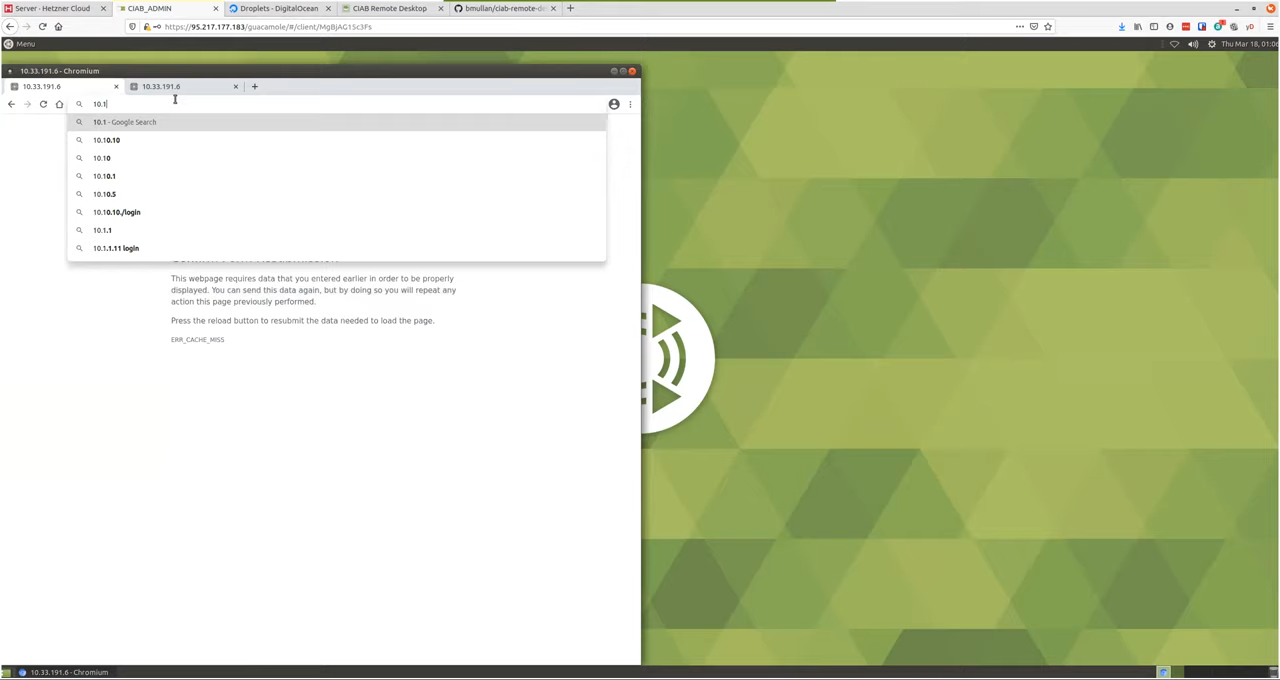 Server - Hetzner Cloud
CIAB_ADMIN
Droplets - DigitalOcean
CIAB Remote Desktop
bmullan/ciab-remote-de
https://95.217.177.183/guacamole/#/client/MgBjAG15c3Fs
yD
Menu
Thu Mar 18, 01:06
10.33.191.6 - Chromium
10.33.191.6
10.33.191.6
10.1
10.1 - Google Search
10.10.10
10.10
10.10.1
10.10.5
10.10.10./login
10.1.1
10.1.1.11 login
This webpage requires data that you entered earlier in order to be properly
displayed. You can send this data again, but by doing so you will repeat any
action this page previously performed.
Press the reload button to resubmit the data needed to load the page.
ERR_CACHE_MISS
10.33.191.6 - Chromium